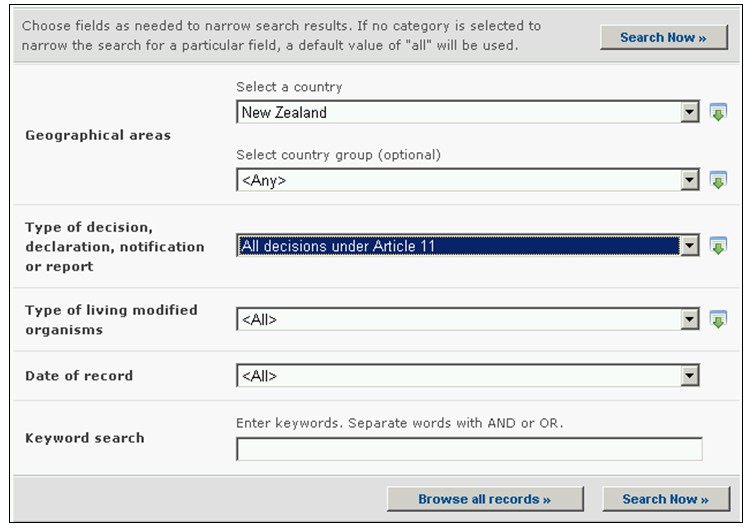 Choose fields as needed to narrow search results. If no category is selected to
narrow the search for a particular field, a default value of "all" will be used.
Search Now »
Geographical areas
Select a country
New Zealand
Select country group (optional)
<Any>
Type of decision,
declaration, notification
or report
All decisions under Article 11
Type of living modified
organisms
<All>
Date of record
<All>
Keyword search
Enter keywords. Separate words with AND or OR.
Browse all records »
Search Now »